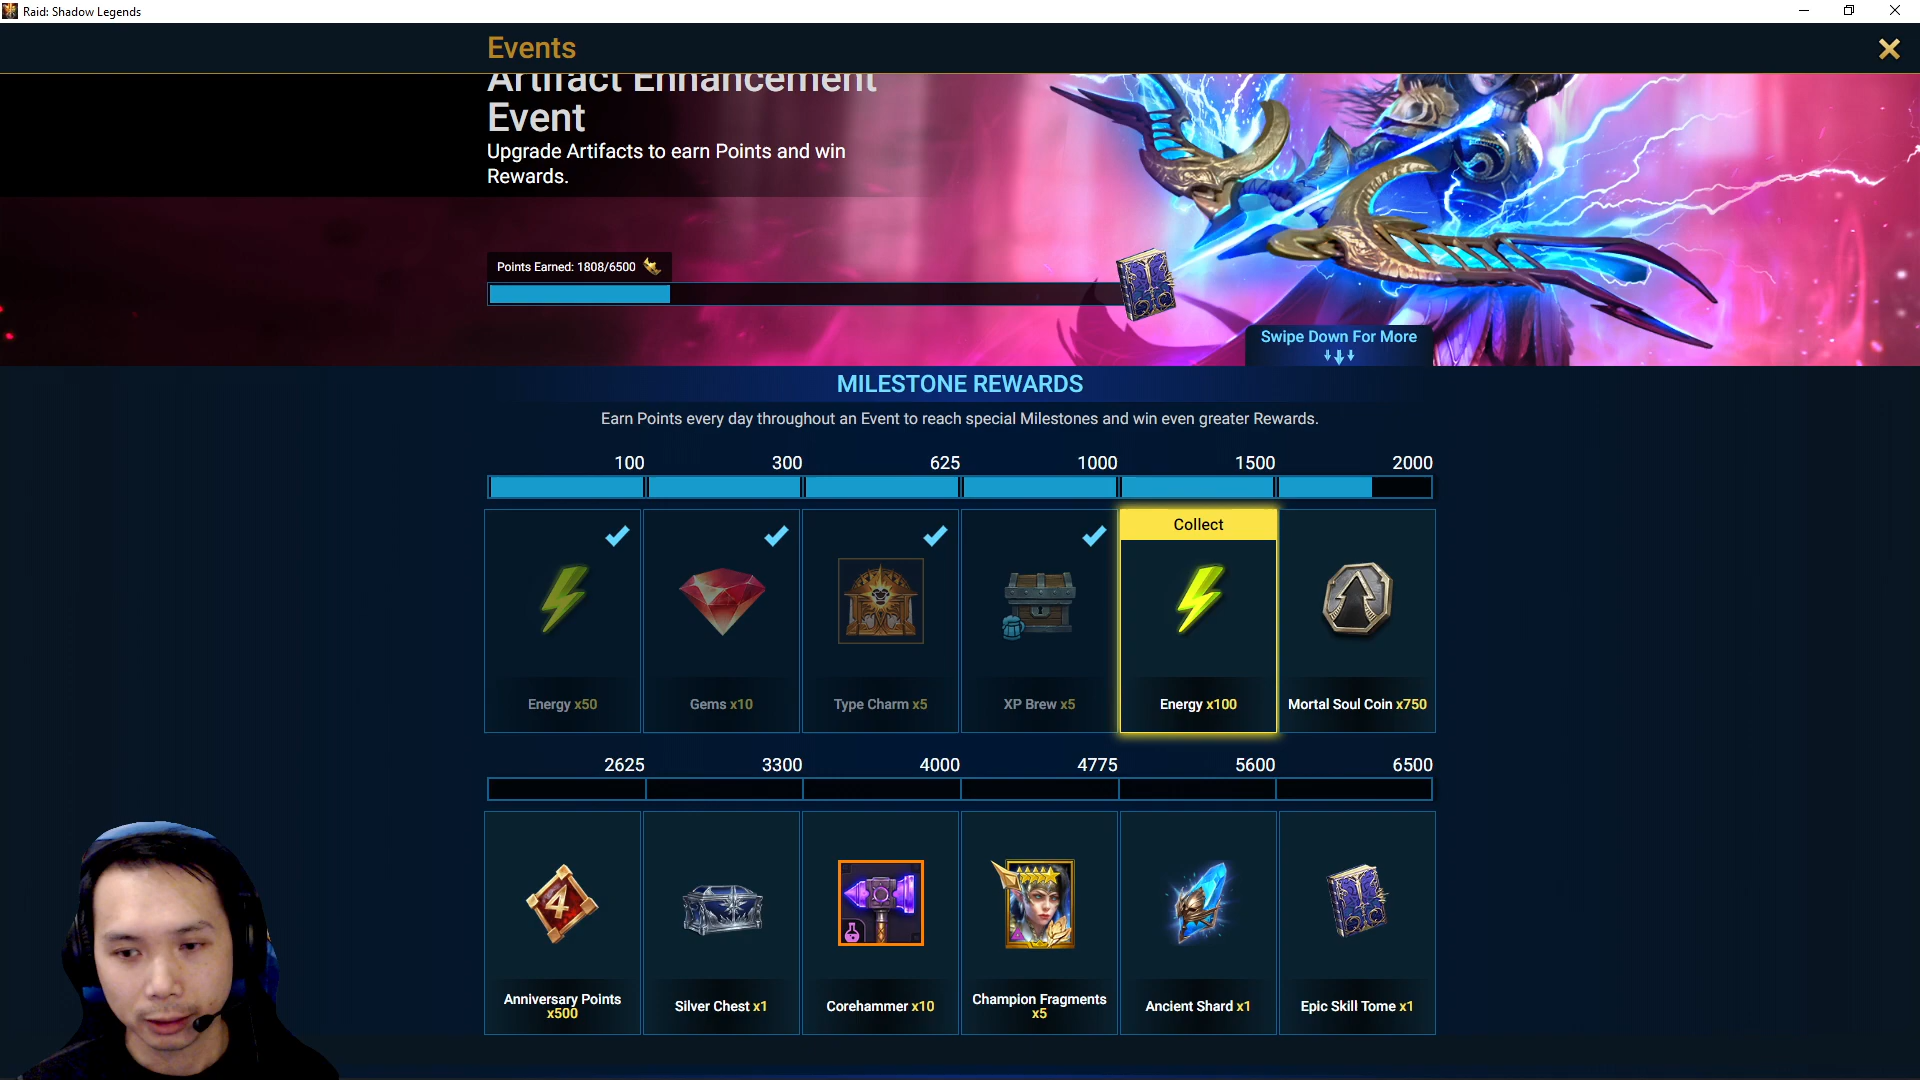 Raid: Shadow Legends
Events
Artifact Enhancement
Event
Upgrade Artifacts to earn Points and win
Rewards.
Points Earned: 1808/6500
Swipe Down For More
MILESTONE REWARDS
Earn Points every day throughout an Event to reach special Milestones and win even greater Rewards.
100 300 625 1000 1500 2000
Collect
Energy x50 Gems x10 Type Charm x5 XP Brew x5 Energy x100 Mortal Soul Coin x750
2625 3300 4000 4775 5600 6500
4
Anniversary Points
x500
Silver Chest x1
Corehammer x10
Champion Fragments
x5
Ancient Shard x1
Epic Skill Tome x1